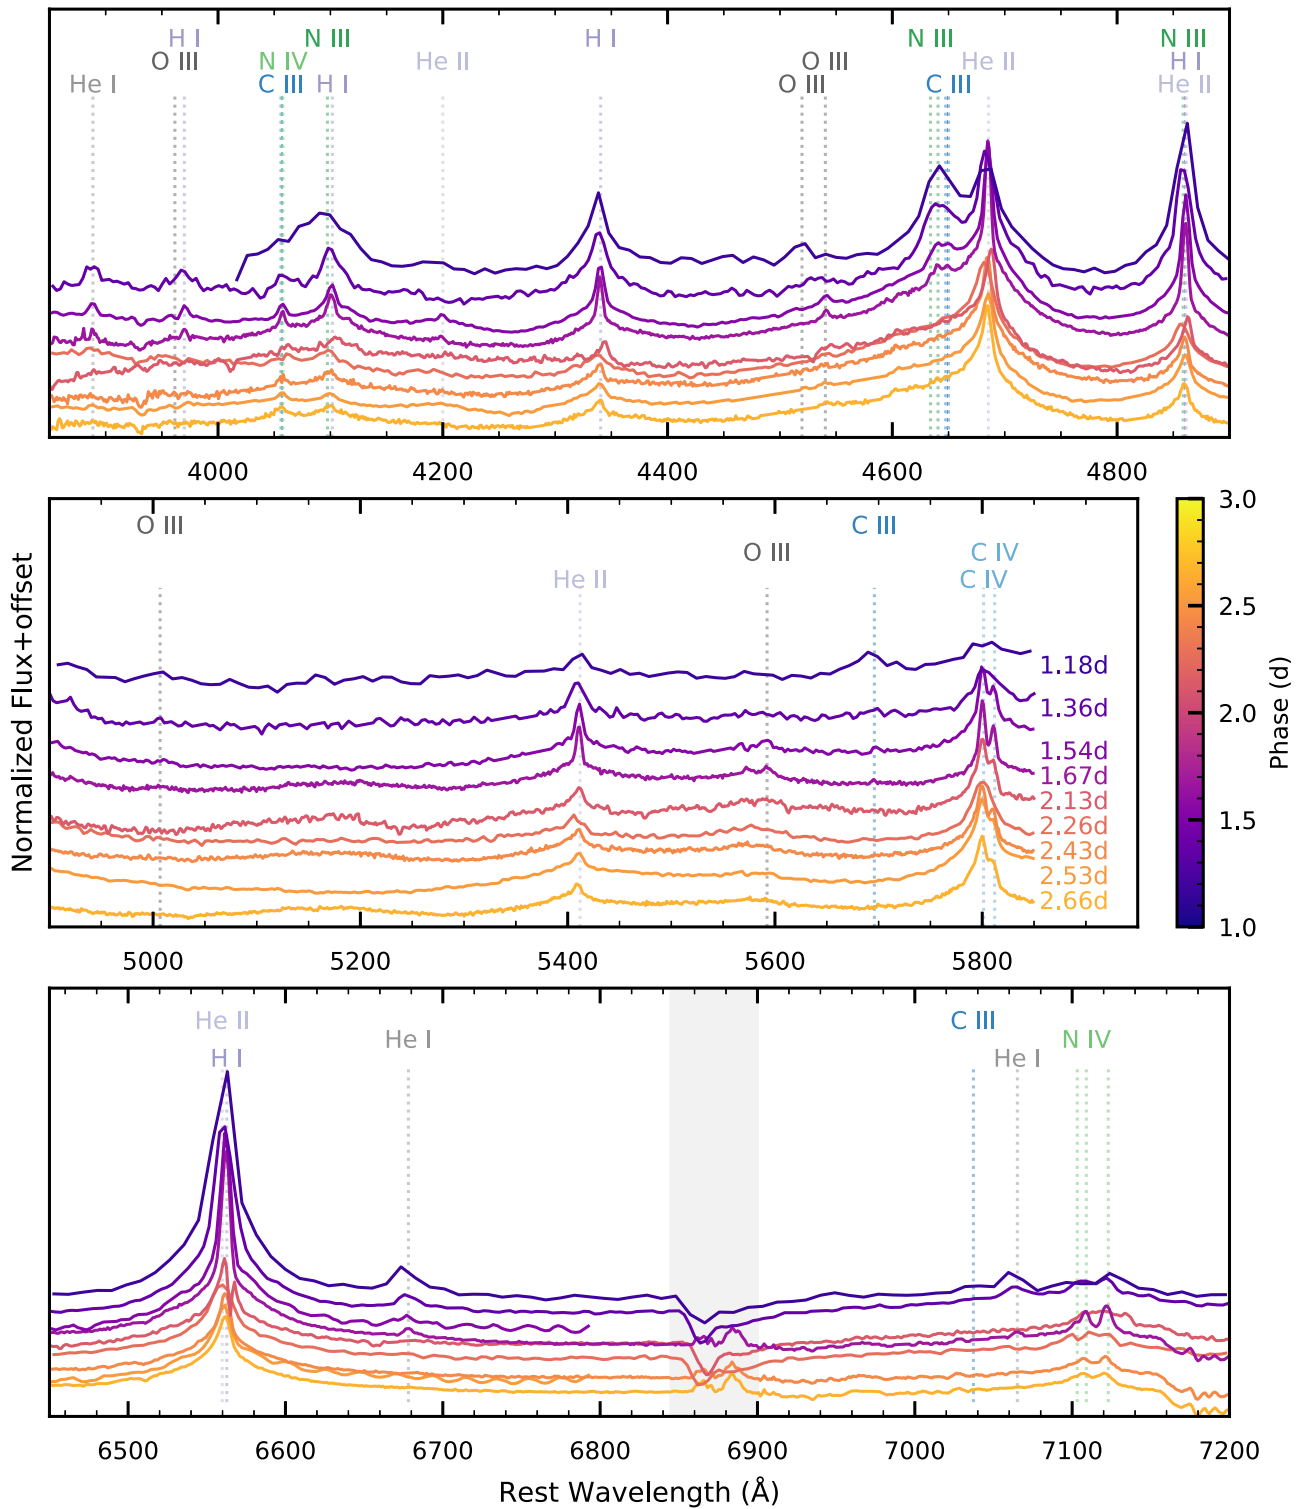 H I N III H I N III N III
O III N IV He II O III He II H I
He I C III H I O III C III He II
4000 4200 4400 4600 4800
O III C III
O III C IV
He II C IV
1.18d
1.36d
1.54d
1.67d
2.13d
2.26d
2.43d
2.53d
2.66d
5000 5200 5400 5600 5800
3.0
2.5
2.0
1.5
1.0
Phase (d)
Normalized Flux+offset
He II C III
He I N IV
H I He I
6500 6600 6700 6800 6900 7000 7100 7200
Rest Wavelength (Å)